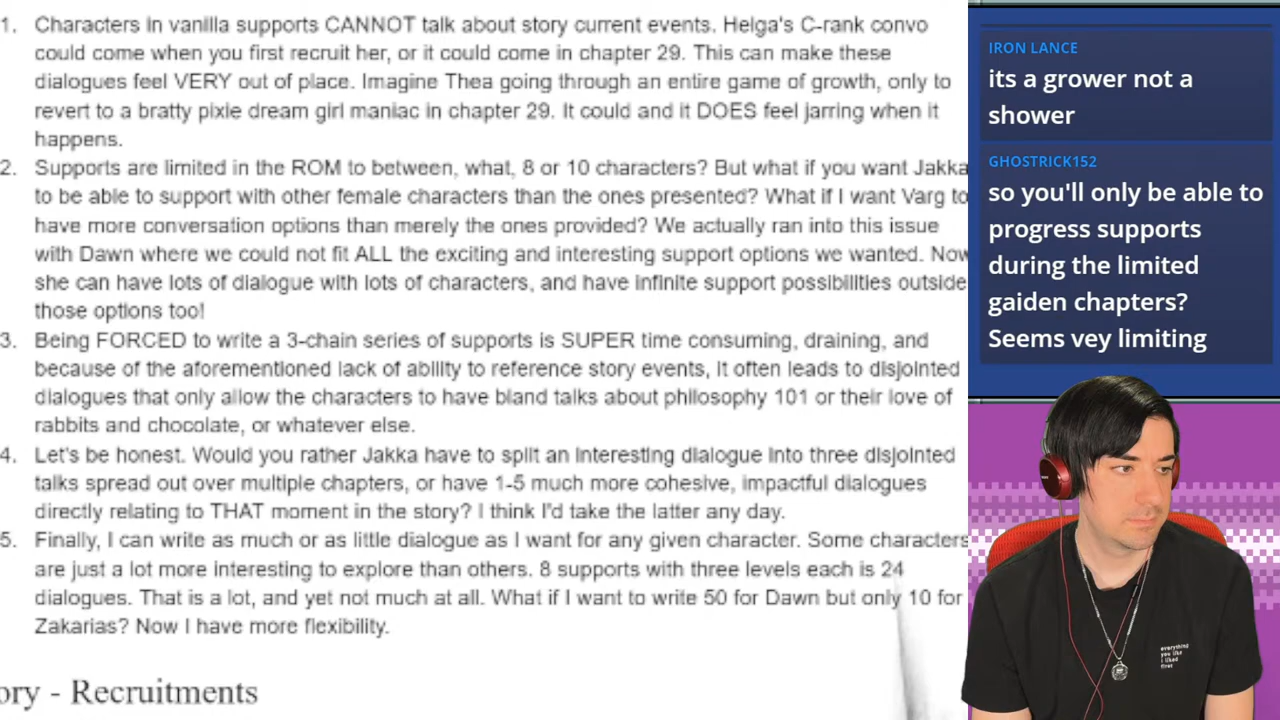 1. Characters in vanilla supports CANNOT talk about story current events. Helga's C-rank convo
could come when you first recruit her, or it could come in chapter 29. This can make these
dialogues feel VERY out of place. Imagine Thea going through an entire game of growth, only to
revert to a bratty pixie dream girl maniac in chapter 29. It could and it DOES feel jarring when it
happens.
2. Supports are limited in the ROM to between, what, 8 or 10 characters? But what if you want Jakka
to be able to support with other female characters than the ones presented? What if I want Varg to
have more conversation options than merely the ones provided? We actually ran into this issue
with Dawn where we could not fit ALL the exciting and interesting support options we wanted. Now
she can have lots of dialogue with lots of characters, and have infinite support possibilities outside
those options too!
3. Being FORCED to write a 3-chain series of supports is SUPER time consuming, draining, and
because of the aforementioned lack of ability to reference story events, it often leads to disjointed
dialogues that only allow the characters to have bland talks about philosophy 101 or their love of
rabbits and chocolate, or whatever else.
4. Let's be honest. Would you rather Jakka have to split an interesting dialogue into three disjointed
talks spread out over multiple chapters, or have 1-5 much more cohesive, impactful dialogues
directly relating to THAT moment in the story? I think I'd take the latter any day.
5. Finally, I can write as much or as little dialogue as I want for any given character. Some characters
are just a lot more interesting to explore than others. 8 supports with three levels each is 24
dialogues. That is a lot, and yet not much at all. What if I want to write 50 for Dawn but only 10 for
Zakarias? Now I have more flexibility.
ory - Recruitments
IRON LANCE
its a grower not a
shower
GHOSTRICK152
so you'll only be able to
progress supports
during the limited
gaiden chapters?
Seems vey limiting
everything
you like
i liked